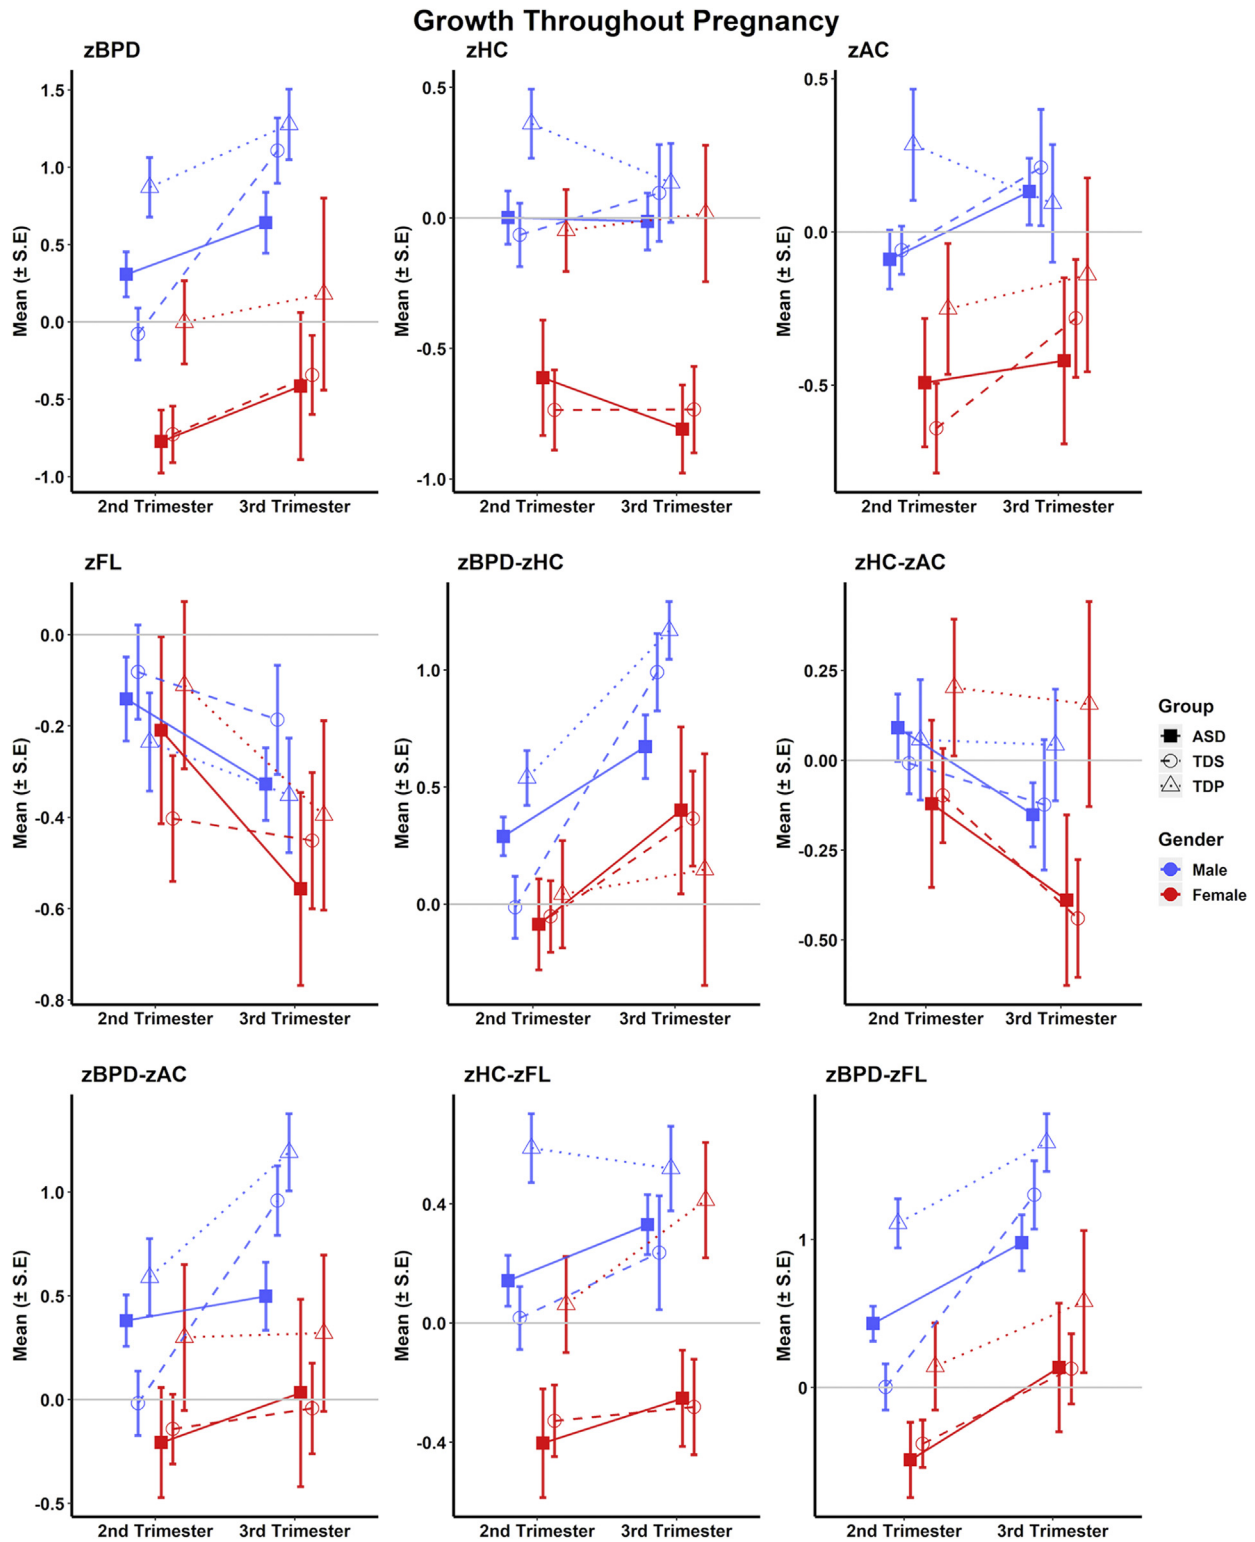 Growth Throughout Pregnancy
zBPD
zHC
zAC
Mean (± S.E)
1.5
1.0
0.5
0.0
-0.5
-1.0
2nd Trimester
3rd Trimester
Mean (± S.E)
0.5
0.0
-0.5
-1.0
2nd Trimester
3rd Trimester
Mean (± S.E)
0.5
0.0
-0.5
2nd Trimester
3rd Trimester
zFL
zBPD-zHC
zHC-zAC
Mean (± S.E)
0.0
-0.2
-0.4
-0.6
-0.8
2nd Trimester
3rd Trimester
Mean (± S.E)
1.0
0.5
0.0
2nd Trimester
3rd Trimester
Mean (± S.E)
0.25
0.00
-0.25
-0.50
2nd Trimester
3rd Trimester
Group
ASD
TDS
TDP
Gender
Male
Female
zBPD-zAC
zHC-zFL
zBPD-zFL
Mean (± S.E)
1.0
0.5
0.0
-0.5
2nd Trimester
3rd Trimester
Mean (± S.E)
0.4
0.0
-0.4
2nd Trimester
3rd Trimester
Mean (± S.E)
1
0
2nd Trimester
3rd Trimester